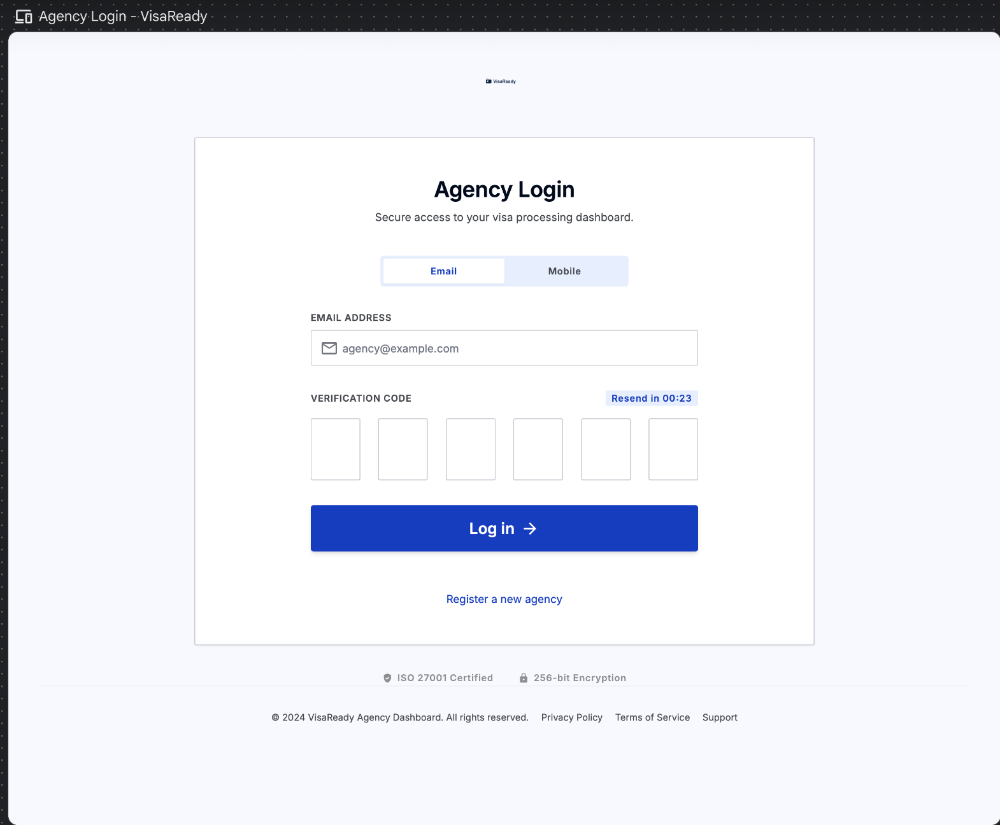 Agency Login - VisaReady
VisaReady
Agency Login
Secure access to your visa processing dashboard.
Email
Mobile
EMAIL ADDRESS
agency@example.com
VERIFICATION CODE
Resend in 00:23
Log in →
Register a new agency
ISO 27001 Certified
256-bit Encryption
© 2024 VisaReady Agency Dashboard. All rights reserved. Privacy Policy Terms of Service Support